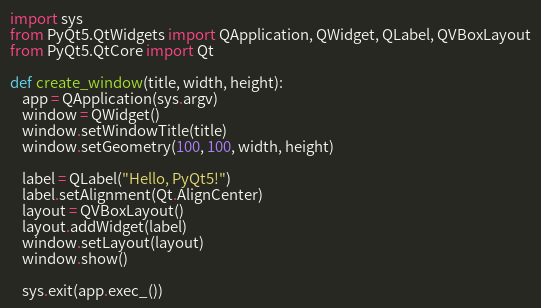 import sys
from PyQt5.QtWidgets import QApplication, QWidget, QLabel, QVBoxLayout
from PyQt5.QtCore import Qt

def create_window(title, width, height):
    app = QApplication(sys.argv)
    window = QWidget()
    window.setWindowTitle(title)
    window.setGeometry(100, 100, width, height)

    label = QLabel("Hello, PyQt5!")
    label.setAlignment(Qt.AlignCenter)
    layout = QVBoxLayout()
    layout.addWidget(label)
    window.setLayout(layout)
    window.show()

    sys.exit(app.exec_())